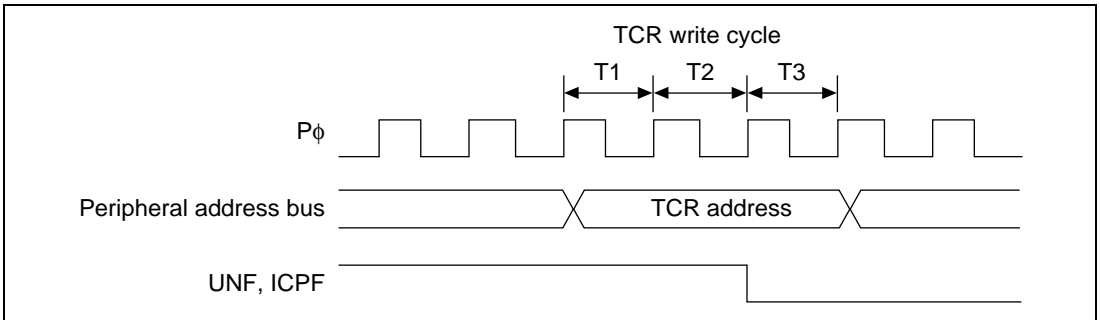 TCR write cycle
T1 T2 T3
Pϕ
Peripheral address bus
TCR address
UNF, ICPF